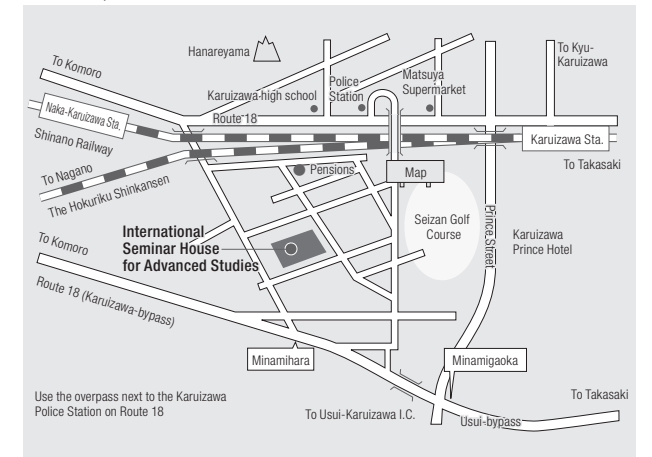 Hanareyama
To Komoro
To Kyu-
Karuizawa
Police
Station
Matsuya
Supermarket
Karuizawa-high school
Naka-Karuizawa Sta.
Route 18
Shinano Railway
Karuizawa Sta.
To Takasaki
To Nagano
The Hokuriku Shinkansen
Pensions
Map
Seizan Golf
Course
Prince Street
Karuizawa
Prince Hotel
International
Seminar House
for Advanced Studies
To Komoro
Route 18 (Karuizawa-bypass)
Minamihara
Minamigaoka
Use the overpass next to the Karuizawa
Police Station on Route 18
To Usui-Karuizawa I.C.
Usui-bypass
To Takasaki